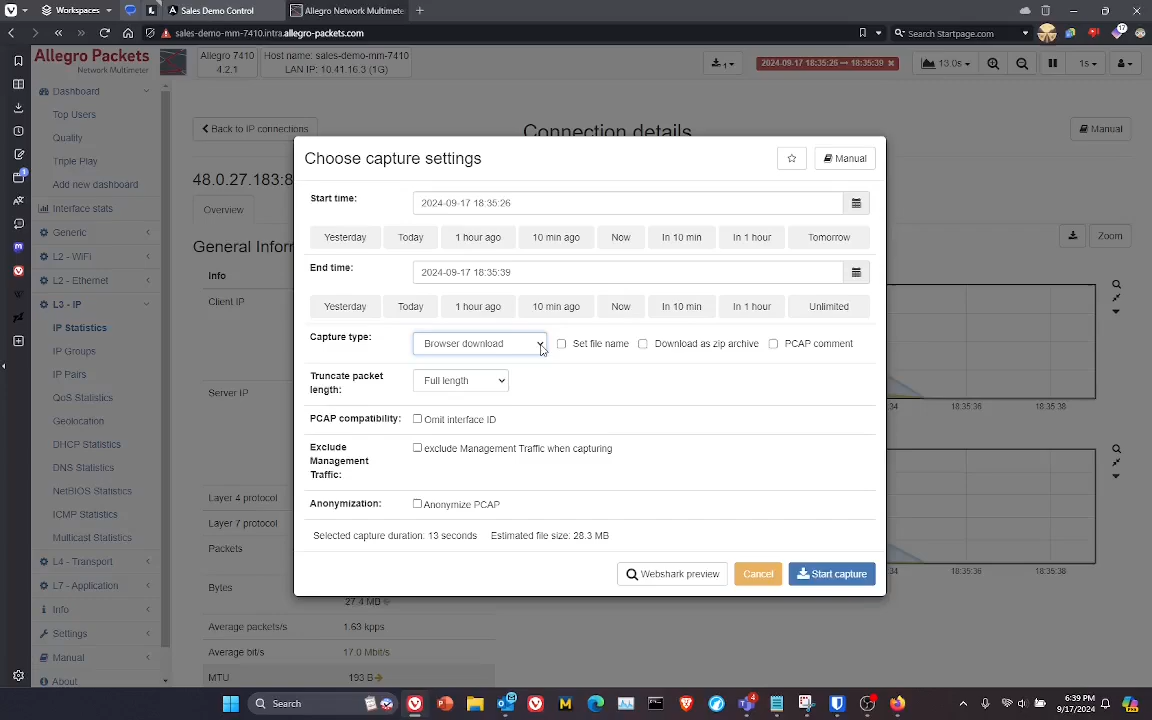 Workspaces
Sales Demo Control
Allegro Network Multimete
sales-demo-mm-7410.intra.allegro-packets.com
Search Startpage
17
Allegro Packets
Network Multimeter
Allegro 7410
4.2.1
Host name: sales-demo-mm-7410
LAN IP: 10.41.16.3 (1G)
1
2024-09-17 18:35:26 → 18:35:39
13.0s
1s
Dashboard
Top Users
Quality
Triple Play
Add new dashboard
Interface stats
Generic
L2 - WiFi
L2 - Ethernet
L3 - IP
IP Statistics
IP Groups
IP Pairs
QoS Statistics
Geolocation
DHCP Statistics
DNS Statistics
NetBIOS Statistics
ICMP Statistics
Multicast Statistics
L4 - Transport
L7 - Application
Info
Settings
Manual
About
Back to IP connections
Connection details
Manual
48.0.27.183:8
Overview
General Inforr
Zoom
Info
Client IP
Server IP
Layer 4 protocol
Layer 7 protocol
Packets
Bytes
27.4 MB
Average packets/s
1.63 kpps
Average bit/s
17.0 Mbit/s
MTU
193 B
:34
18:35:36
18:35:38
:34
18:35:36
18:35:38
Choose capture settings
Manual
Start time:
2024-09-17 18:35:26
Yesterday
Today
1 hour ago
10 min ago
Now
In 10 min
In 1 hour
Tomorrow
End time:
2024-09-17 18:35:39
Yesterday
Today
1 hour ago
10 min ago
Now
In 10 min
In 1 hour
Unlimited
Capture type:
Browser download
Set file name
Download as zip archive
PCAP comment
Truncate packet
length:
Full length
PCAP compatibility:
Omit interface ID
Exclude
Management
Traffic:
exclude Management Traffic when capturing
Anonymization:
Anonymize PCAP
Selected capture duration: 13 seconds
Estimated file size: 28.3 MB
Webshark preview
Cancel
Start capture
Search
4
6:39 PM
9/17/2024